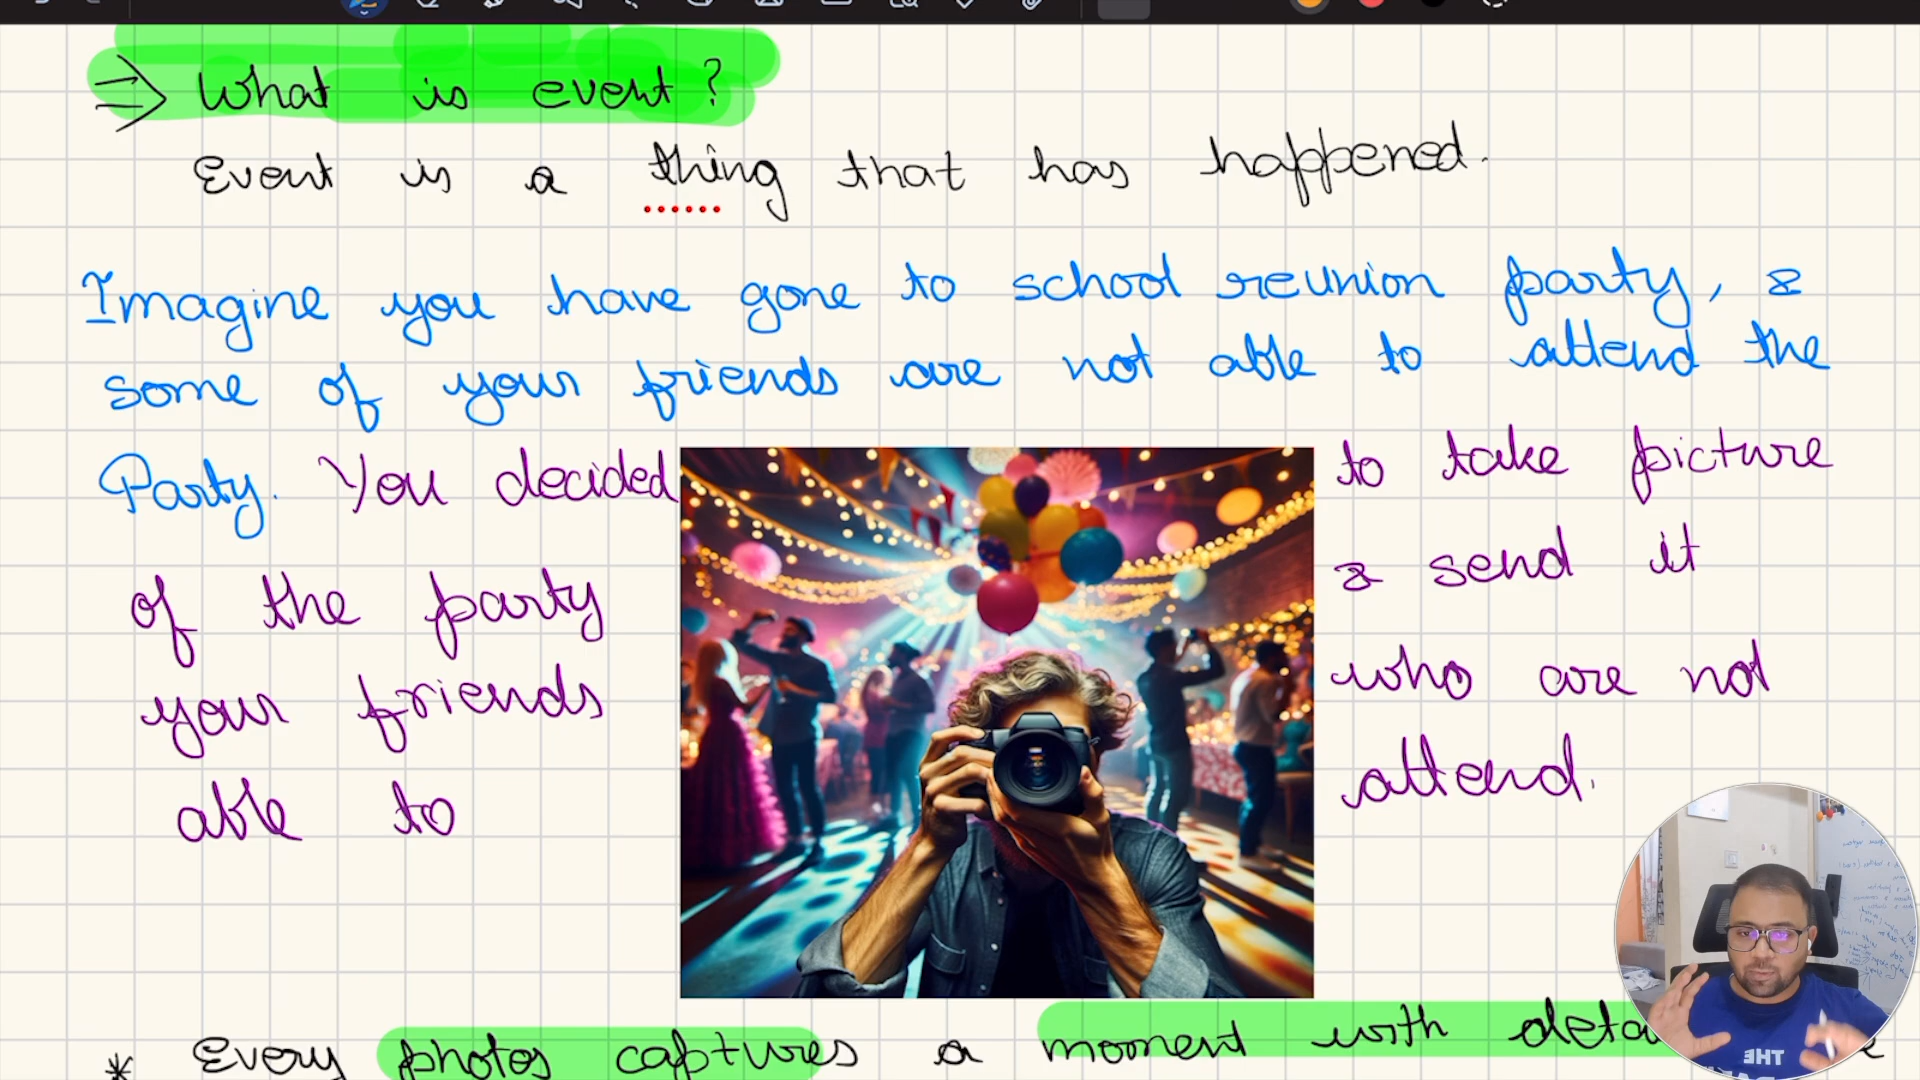 ⇒ What is event?
Event is a thing that has happened.
Imagine you have gone to school reunion party, &
some of your friends are not able to attend the
Party. You decided to take picture
of the party & send it
your friends who are not
able to attend.
* Every photos captures a moment with
THE